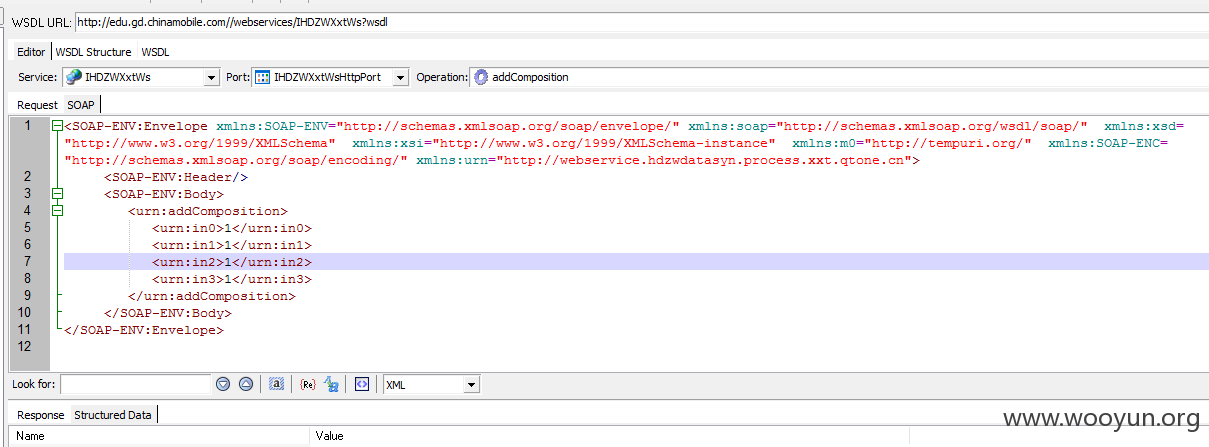 WSDL URL: http://edu.gd.chinamobile.com//webservices/IHDZWXxtWs?wsdl
Editor WSDL Structure WSDL
Service: IHDZWXxtWs Port: IHDZWXxtWsHttpPort Operation: addComposition
Request SOAP
1 <SOAP-ENV:Envelope xmlns:SOAP-ENV="http://schemas.xmlsoap.org/soap/envelope/" xmlns:soap="http://schemas.xmlsoap.org/wsdl/soap/" xmlns:xsd=
"http://www.w3.org/1999/XMLSchema" xmlns:xsi="http://www.w3.org/1999/XMLSchema-instance" xmlns:m0="http://tempuri.org/" xmlns:SOAP-ENC=
"http://schemas.xmlsoap.org/soap/encoding/" xmlns:urn="http://webservice.hdzwdatasyn.process.xxt.qtone.cn">
2 <SOAP-ENV:Header/>
3 <SOAP-ENV:Body>
4 <urn:addComposition>
5 <urn:in0>1</urn:in0>
6 <urn:in1>1</urn:in1>
7 <urn:in2>1</urn:in2>
8 <urn:in3>1</urn:in3>
9 </urn:addComposition>
10 </SOAP-ENV:Body>
11 </SOAP-ENV:Envelope>
12
Look for: {Re} XML
Response Structured Data
Name Value
www.wooyun.org